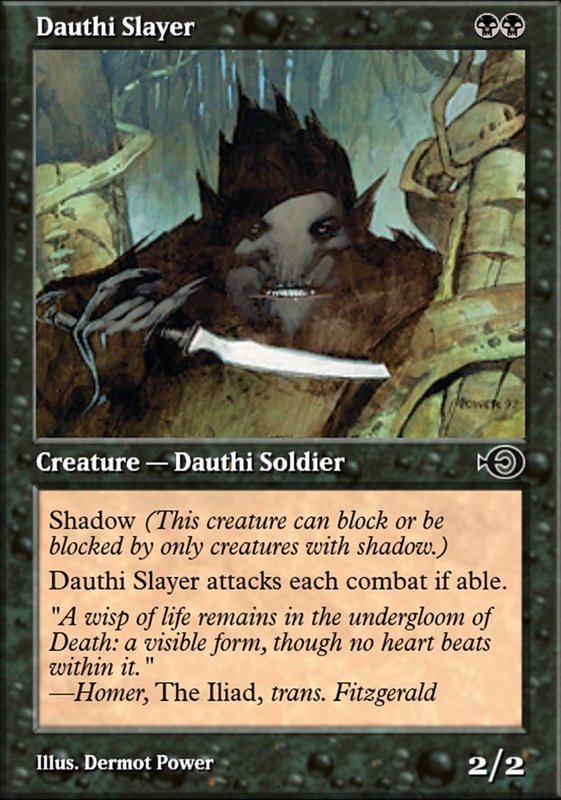 Dauthi Slayer
POWER 97
Creature — Dauthi Soldier
Shadow (This creature can block or be
blocked by only creatures with shadow.)
Dauthi Slayer attacks each combat if able.
"A wisp of life remains in the undergloom of
Death: a visible form, though no heart beats
within it."
—Homer, The Iliad, trans. Fitzgerald
Illus. Dermot Power
2/2